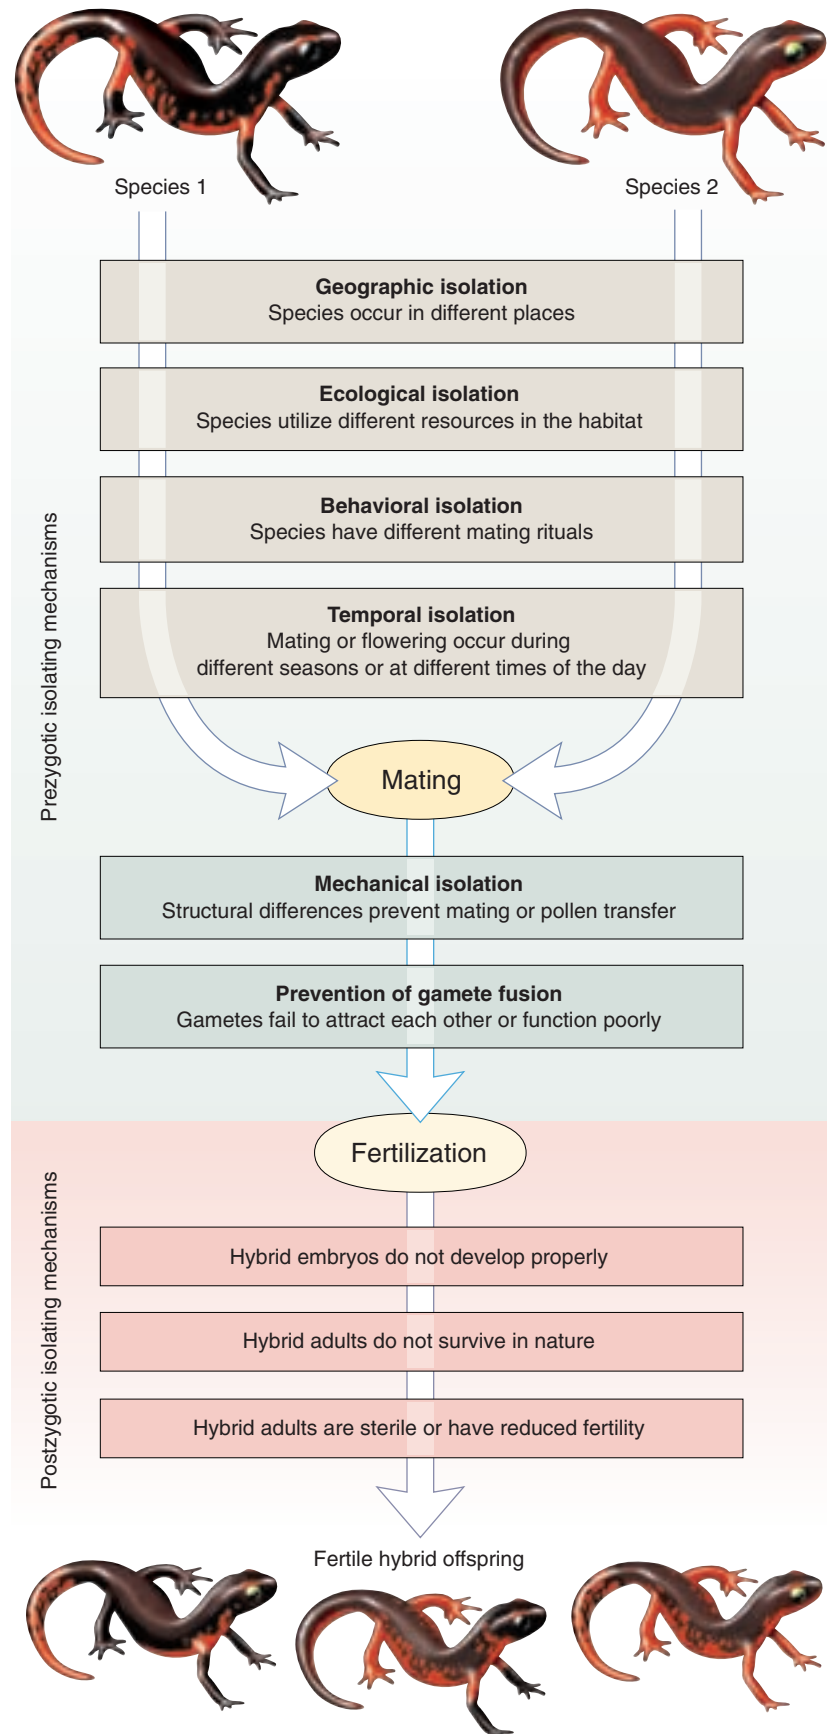 Species 1
Species 2
Geographic isolation
Species occur in different places
Ecological isolation
Species utilize different resources in the habitat
Behavioral isolation
Species have different mating rituals
Temporal isolation
Mating or flowering occur during
different seasons or at different times of the day
Prezygotic isolating mechanisms
Mating
Mechanical isolation
Structural differences prevent mating or pollen transfer
Prevention of gamete fusion
Gametes fail to attract each other or function poorly
Fertilization
Postzygotic isolating mechanisms
Hybrid embryos do not develop properly
Hybrid adults do not survive in nature
Hybrid adults are sterile or have reduced fertility
Fertile hybrid offspring